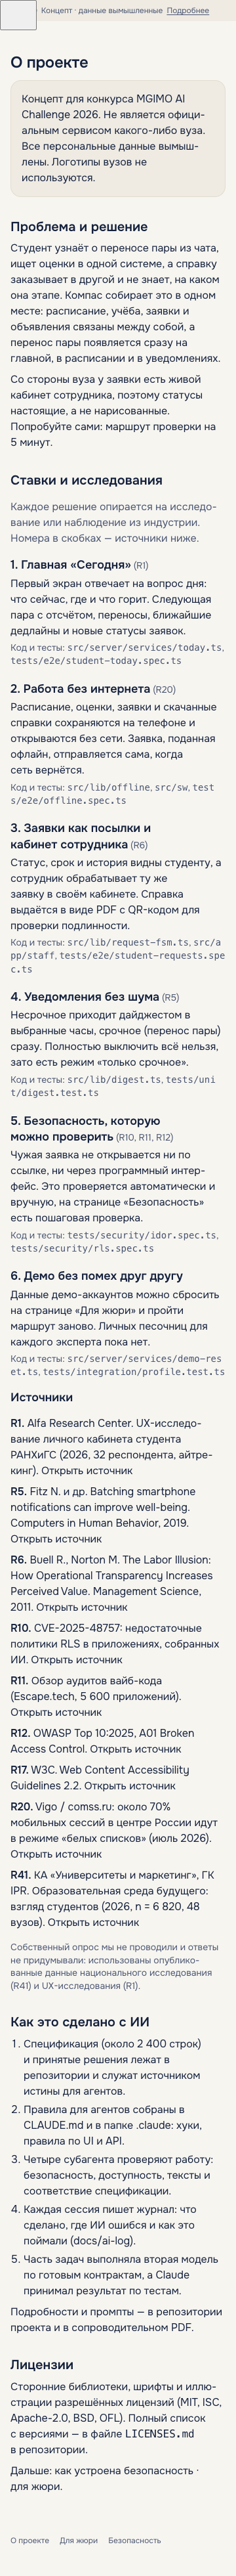 Концепт · данные вымышленные Подробнее
О проекте
Концепт для конкурса MGIMO AI
Challenge 2026. Не является офици-
альным сервисом какого-либо вуза.
Все персональные данные вымыш-
лены. Логотипы вузов не
используются.
Проблема и решение
Студент узнаёт о переносе пары из чата,
ищет оценки в одной системе, а справку
заказывает в другой и не знает, на каком
она этапе. Компас собирает это в одном
месте: расписание, учёба, заявки и
объявления связаны между собой, а
перенос пары появляется сразу на
главной, в расписании и в уведомлениях.
Со стороны вуза у заявки есть живой
кабинет сотрудника, поэтому статусы
настоящие, а не нарисованные.
Попробуйте сами: маршрут проверки на
5 минут.
Ставки и исследования
Каждое решение опирается на исследо-
вание или наблюдение из индустрии.
Номера в скобках — источники ниже.
1. Главная «Сегодня» (R1)
Первый экран отвечает на вопрос дня:
что сейчас, где и что горит. Следующая
пара с отсчётом, переносы, ближайшие
дедлайны и новые статусы заявок.
Код и тесты: src/server/services/today.ts,
tests/e2e/student-today.spec.ts
2. Работа без интернета (R20)
Расписание, оценки, заявки и скачанные
справки сохраняются на телефоне и
открываются без сети. Заявка, поданная
офлайн, отправляется сама, когда
сеть вернётся.
Код и тесты: src/lib/offline, src/sw, test
s/e2e/offline.spec.ts
3. Заявки как посылки и
кабинет сотрудника (R6)
Статус, срок и история видны студенту, а
сотрудник обрабатывает ту же
заявку в своём кабинете. Справка
выдаётся в виде PDF с QR-кодом для
проверки подлинности.
Код и тесты: src/lib/request-fsm.ts, src/a
pp/staff, tests/e2e/student-requests.spe
c.ts
4. Уведомления без шума (R5)
Несрочное приходит дайджестом в
выбранные часы, срочное (перенос пары)
сразу. Полностью выключить всё нельзя,
зато есть режим «только срочное».
Код и тесты: src/lib/digest.ts, tests/uni
t/digest.test.ts
5. Безопасность, которую
можно проверить (R10, R11, R12)
Чужая заявка не открывается ни по
ссылке, ни через программный интер-
фейс. Это проверяется автоматически и
вручную, на странице «Безопасность»
есть пошаговая проверка.
Код и тесты: tests/security/idor.spec.ts,
tests/security/rls.spec.ts
6. Демо без помех друг другу
Данные демо-аккаунтов можно сбросить
на странице «Для жюри» и пройти
маршрут заново. Личных песочниц для
каждого эксперта пока нет.
Код и тесты: src/server/services/demo-res
et.ts, tests/integration/profile.test.ts
Источники
R1. Alfa Research Center. UX-исследо-
вание личного кабинета студента
РАНХиГС (2026, 32 респондента, айтре-
кинг). Открыть источник
R5. Fitz N. и др. Batching smartphone
notifications can improve well-being.
Computers in Human Behavior, 2019.
Открыть источник
R6. Buell R., Norton M. The Labor Illusion:
How Operational Transparency Increases
Perceived Value. Management Science,
2011. Открыть источник
R10. CVE-2025-48757: недостаточные
политики RLS в приложениях, собранных
ИИ. Открыть источник
R11. Обзор аудитов вайб-кода
(Escape.tech, 5 600 приложений).
Открыть источник
R12. OWASP Top 10:2025, A01 Broken
Access Control. Открыть источник
R17. W3C. Web Content Accessibility
Guidelines 2.2. Открыть источник
R20. Vigo / comss.ru: около 70%
мобильных сессий в центре России идут
в режиме «белых списков» (июль 2026).
Открыть источник
R41. КА «Университеты и маркетинг», ГК
IPR. Образовательная среда будущего:
взгляд студентов (2026, n = 6 820, 48
вузов). Открыть источник
Собственный опрос мы не проводили и ответы
не придумывали: использованы опублико-
ванные данные национального исследования
(R41) и UX-исследования (R1).
Как это сделано с ИИ
1. Спецификация (около 2 400 строк)
и принятые решения лежат в
репозитории и служат источником
истины для агентов.
2. Правила для агентов собраны в
CLAUDE.md и в папке .claude: хуки,
правила по UI и API.
3. Четыре субагента проверяют работу:
безопасность, доступность, тексты и
соответствие спецификации.
4. Каждая сессия пишет журнал: что
сделано, где ИИ ошибся и как это
поймали (docs/ai-log).
5. Часть задач выполняла вторая модель
по готовым контрактам, а Claude
принимал результат по тестам.
Подробности и промпты — в репозитории
проекта и в сопроводительном PDF.
Лицензии
Сторонние библиотеки, шрифты и иллю-
страции разрешённых лицензий (MIT, ISC,
Apache-2.0, BSD, OFL). Полный список
с версиями — в файле LICENSES.md
в репозитории.
Дальше: как устроена безопасность ·
для жюри.
О проекте Для жюри Безопасность